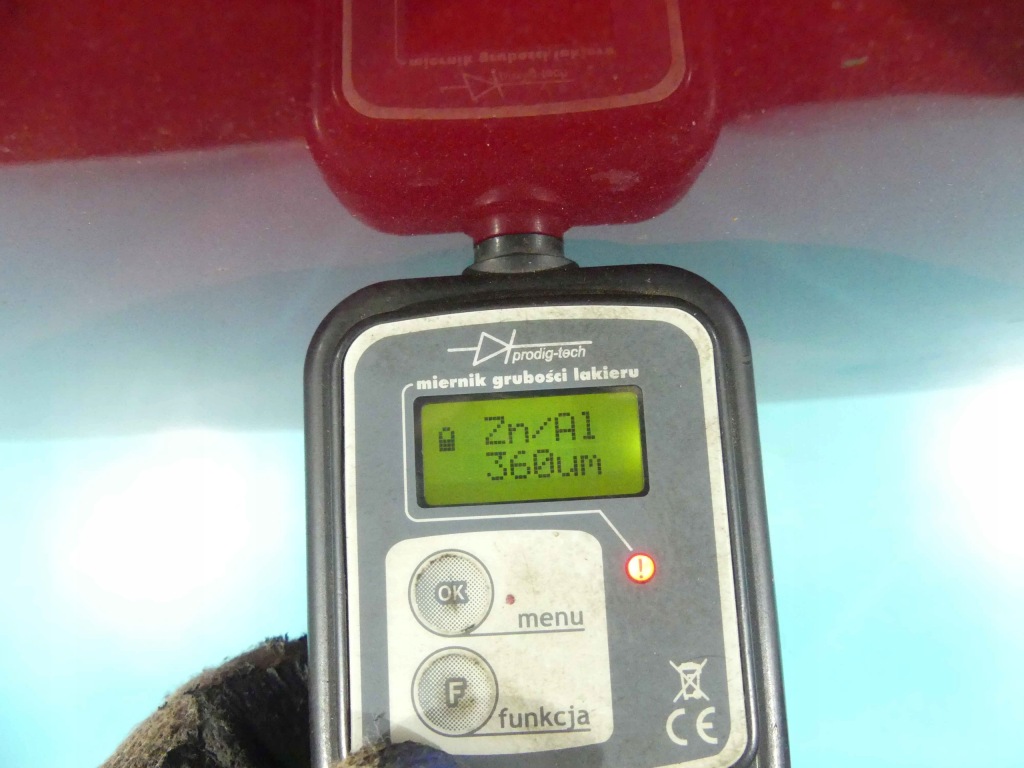 prodig-tech
miernik grubości lakieru
Zn/Al
360um
!
OK
menu
F
funkcja
CE